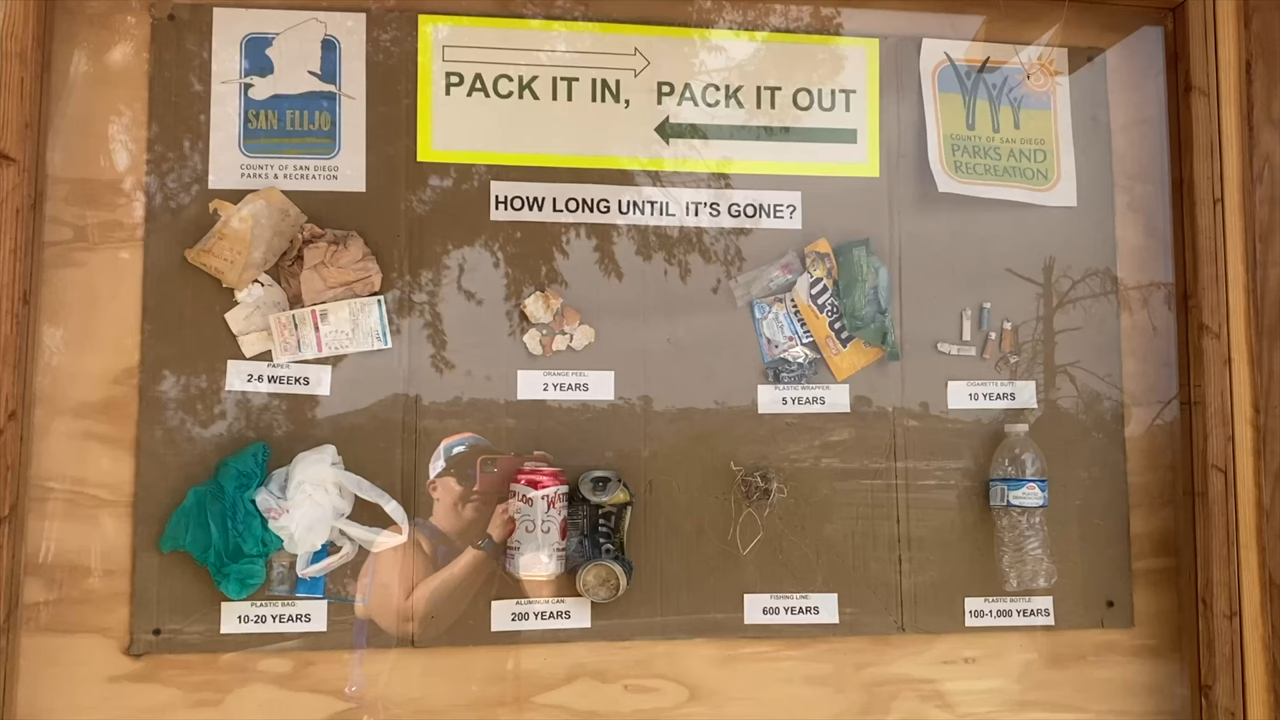 SAN ELIJO
COUNTY OF SAN DIEGO
PARKS & RECREATION
PACK IT IN, PACK IT OUT
COUNTY OF SAN DIEGO
PARKS AND
RECREATION
HOW LONG UNTIL IT'S GONE?
PAPER:
2-6 WEEKS
ORANGE PEEL:
2 YEARS
PLASTIC WRAPPER:
5 YEARS
CIGARETTE BUTT:
10 YEARS
PLASTIC BAG:
10-20 YEARS
ALUMINUM CAN:
200 YEARS
FISHING LINE:
600 YEARS
PLASTIC BOTTLE:
100-1,000 YEARS